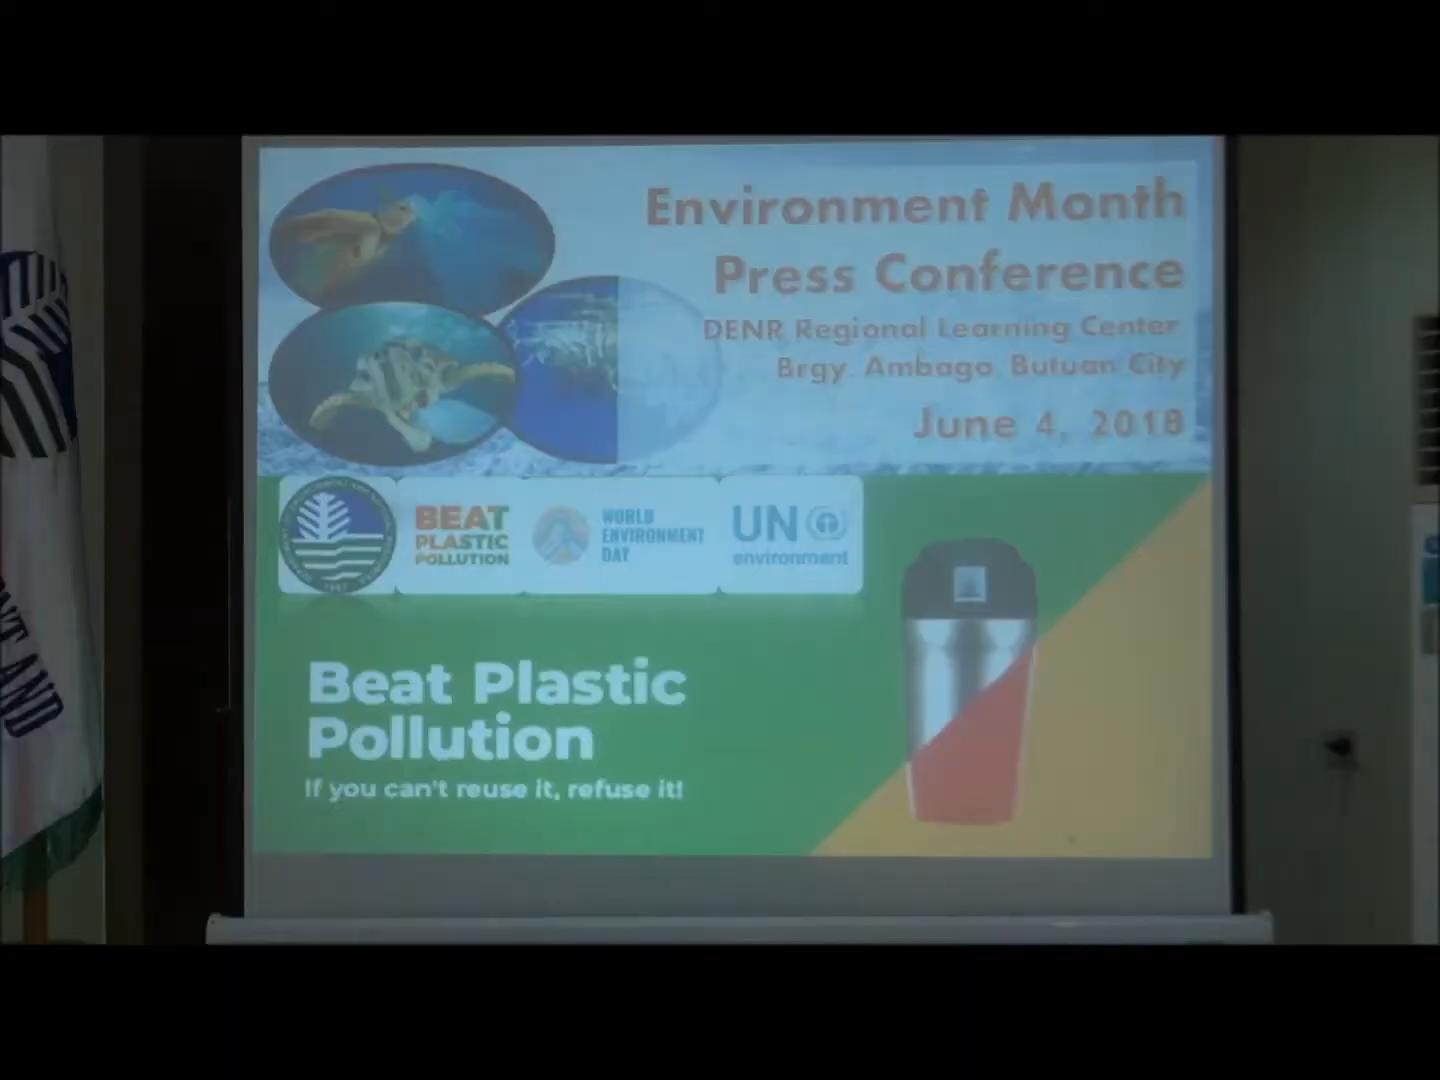 Environment Month
Press Conference
DENR Regional Learning Center
Brgy. Ambago, Butuan City
June 4, 2018
BEAT
PLASTIC
POLLUTION
WORLD
ENVIRONMENT
DAY
UN
environment
Beat Plastic
Pollution
If you can't reuse it, refuse it!
AND